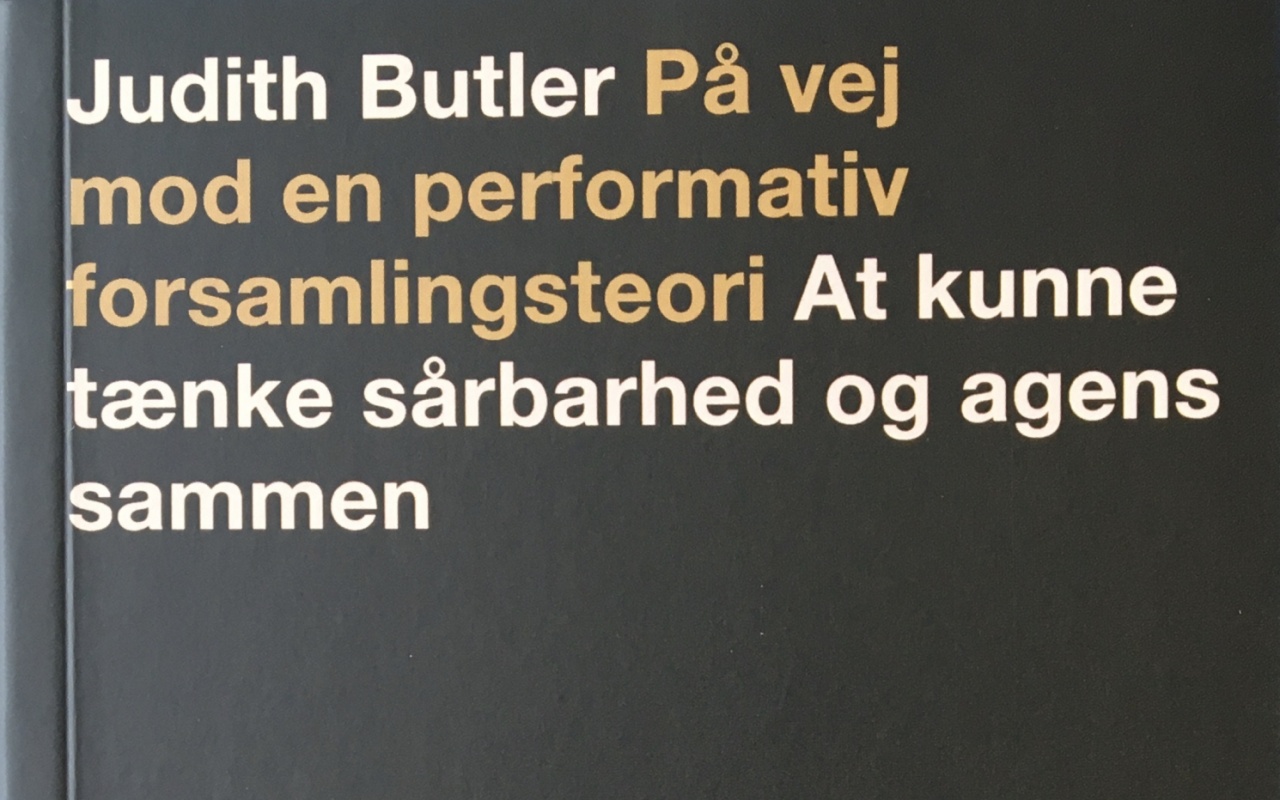 Judith Butler På vej
mod en performativ
forsamlingsteori At kunne
tænke sårbarhed og agens
sammen